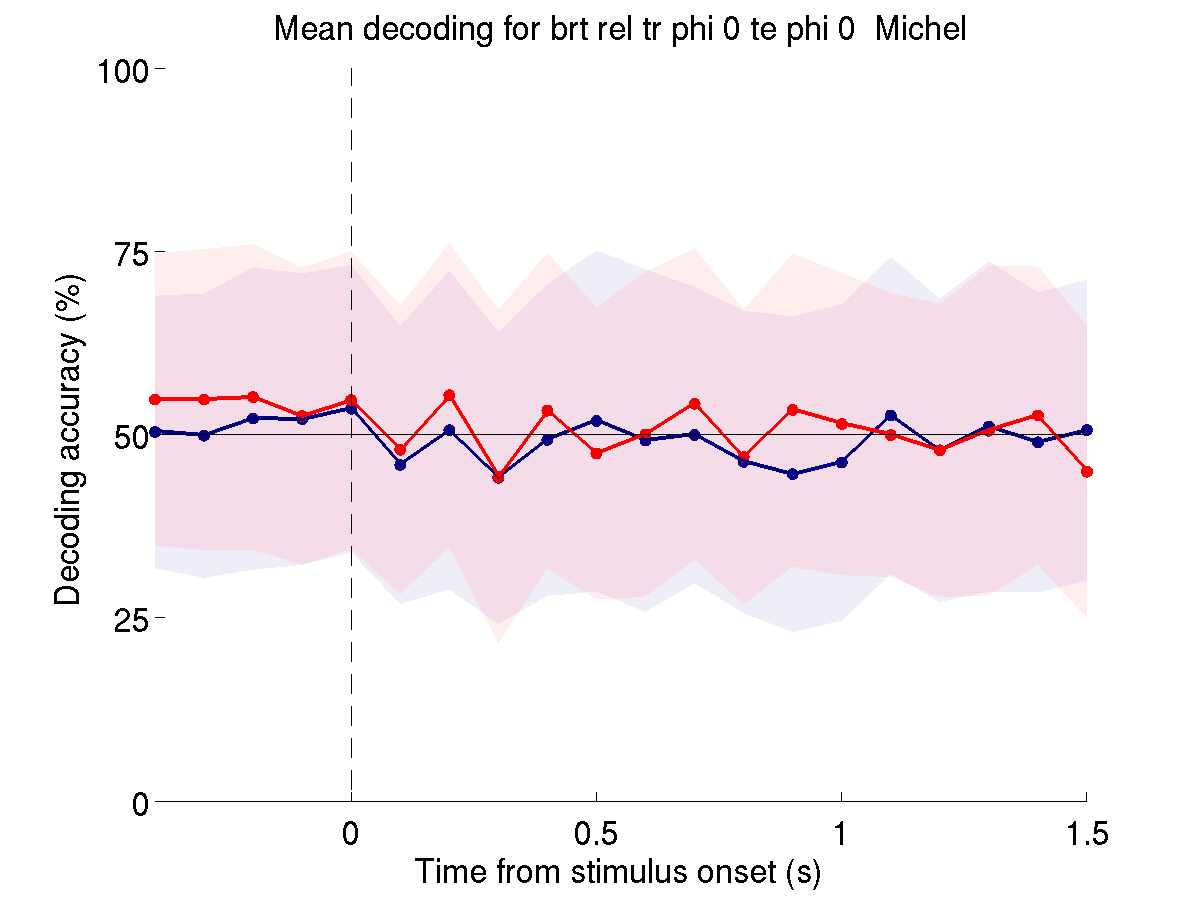 Mean decoding for brt rel tr phi 0 te phi 0  Michel
100
75
50
25
0
Decoding accuracy (%)
0 0.5 1 1.5
Time from stimulus onset (s)